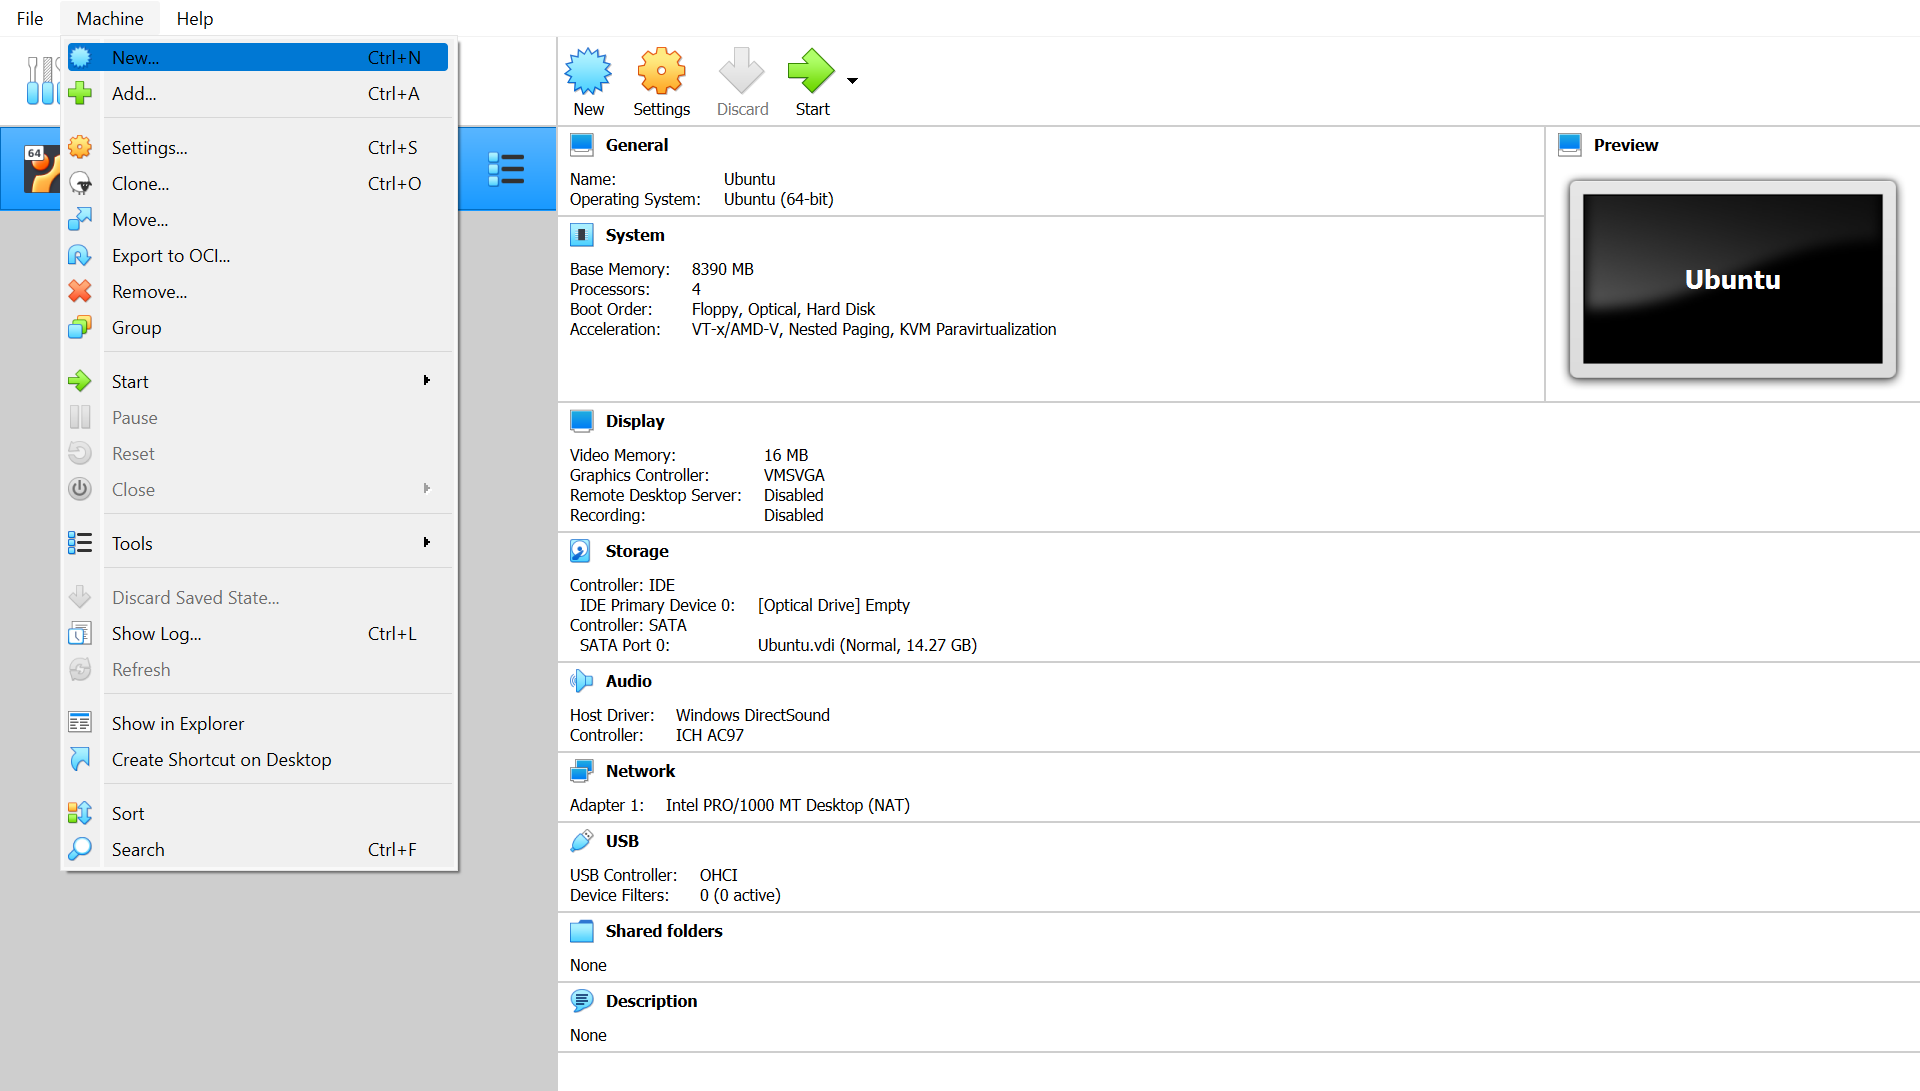 File Machine Help
New... Ctrl+N
Add... Ctrl+A
Settings... Ctrl+S
Clone... Ctrl+O
Move...
Export to OCI...
Remove...
Group
Start
Pause
Reset
Close
Tools
Discard Saved State...
Show Log... Ctrl+L
Refresh
Show in Explorer
Create Shortcut on Desktop
Sort
Search Ctrl+F
64
New Settings Discard Start
General
Name: Ubuntu
Operating System: Ubuntu (64-bit)
System
Base Memory: 8390 MB
Processors: 4
Boot Order: Floppy, Optical, Hard Disk
Acceleration: VT-x/AMD-V, Nested Paging, KVM Paravirtualization
Preview
Ubuntu
Display
Video Memory: 16 MB
Graphics Controller: VMSVGA
Remote Desktop Server: Disabled
Recording: Disabled
Storage
Controller: IDE
IDE Primary Device 0: [Optical Drive] Empty
Controller: SATA
SATA Port 0: Ubuntu.vdi (Normal, 14.27 GB)
Audio
Host Driver: Windows DirectSound
Controller: ICH AC97
Network
Adapter 1: Intel PRO/1000 MT Desktop (NAT)
USB
USB Controller: OHCI
Device Filters: 0 (0 active)
Shared folders
None
Description
None